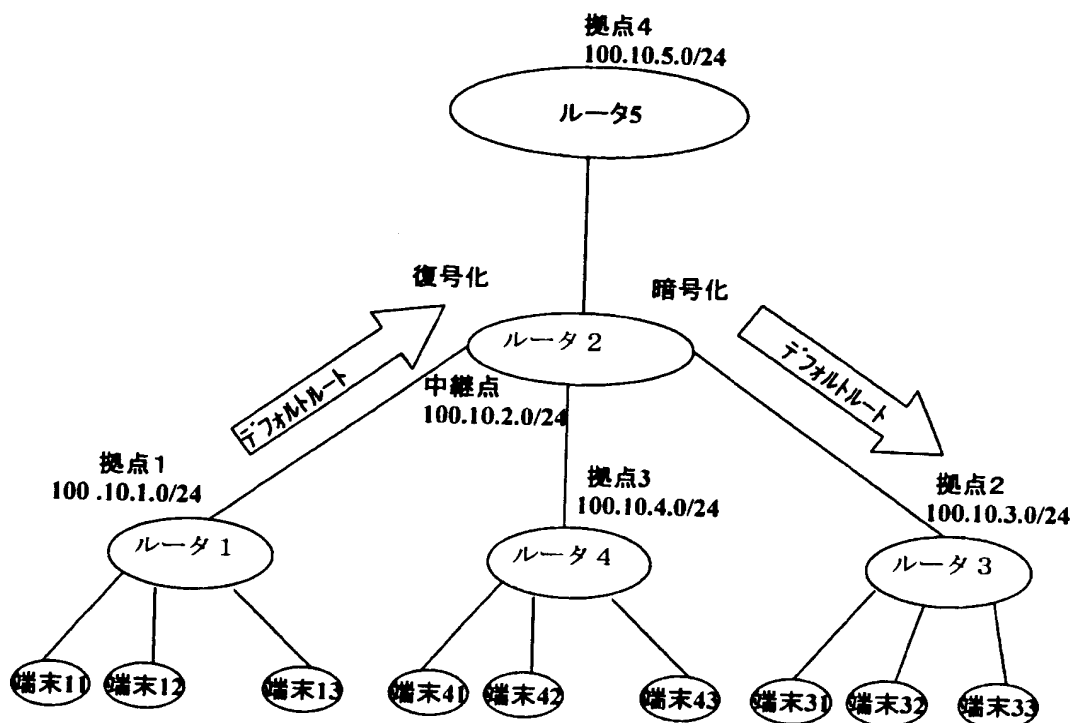 拠点4
100.10.5.0/24
ルータ5
復号化
暗号化
デフォルトルート
ルータ2
デフォルトルート
中継点
100.10.2.0/24
拠点1
100.10.1.0/24
拠点3
100.10.4.0/24
拠点2
100.10.3.0/24
ルータ1
ルータ4
ルータ3
端末11
端末12
端末13
端末41
端末42
端末43
端末31
端末32
端末33